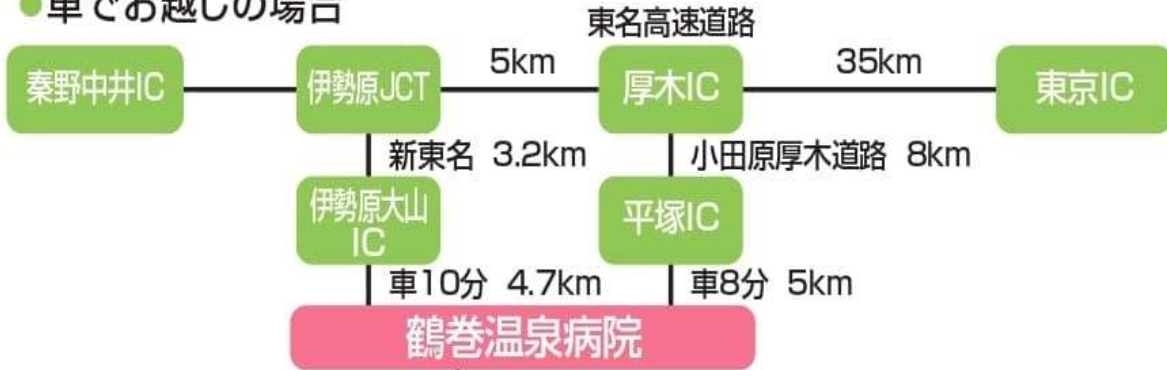 ●車でお越しの場合
東名高速道路
秦野中井IC 伊勢原JCT 5km 厚木IC 35km 東京IC
新東名 3.2km 小田原厚木道路 8km
伊勢原大山
IC
平塚IC
車10分 4.7km 車8分 5km
鶴巻温泉病院